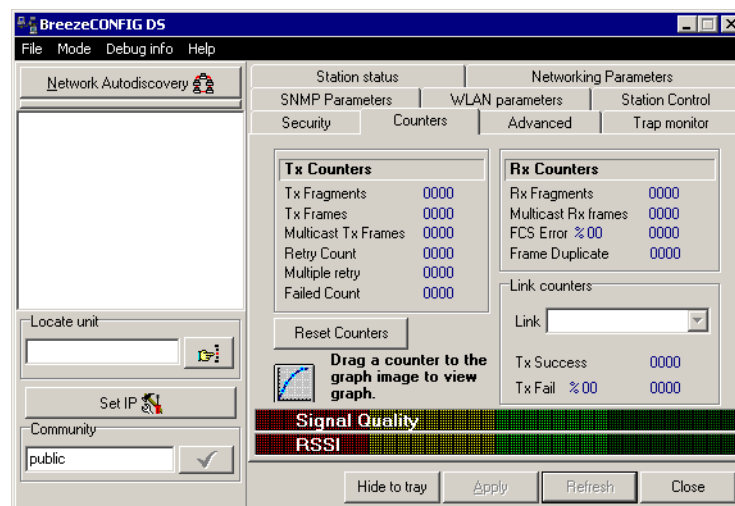 BreezeCONFIG DS
File Mode Debug info Help
Network Autodiscovery
Station status Networking Parameters
SNMP Parameters WLAN parameters Station Control
Security Counters Advanced Trap monitor
Tx Counters
Tx Fragments 0000
Tx Frames 0000
Multicast Tx Frames 0000
Retry Count 0000
Multiple retry 0000
Failed Count 0000
Rx Counters
Rx Fragments 0000
Multicast Rx frames 0000
FCS Error %00 0000
Frame Duplicate 0000
Link counters
Link
Tx Success 0000
Tx Fail %00 0000
Reset Counters
Drag a counter to the
graph image to view
graph.
Locate unit
Set IP
Community
public
Signal Quality
RSSI
Hide to tray Apply Refresh Close